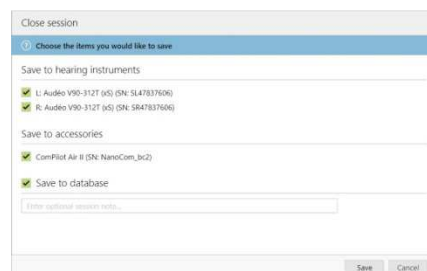 Close session
Choose the items you would like to save
Save to hearing instruments
L: Audéo V90-312T (xS) (SN: SL47837606)
R: Audéo V90-312T (xS) (SN: SR47837606)
Save to accessories
ComPilot Air II (SN: NanoCom_bc2)
Save to database
Enter optional session note...
Save Cancel